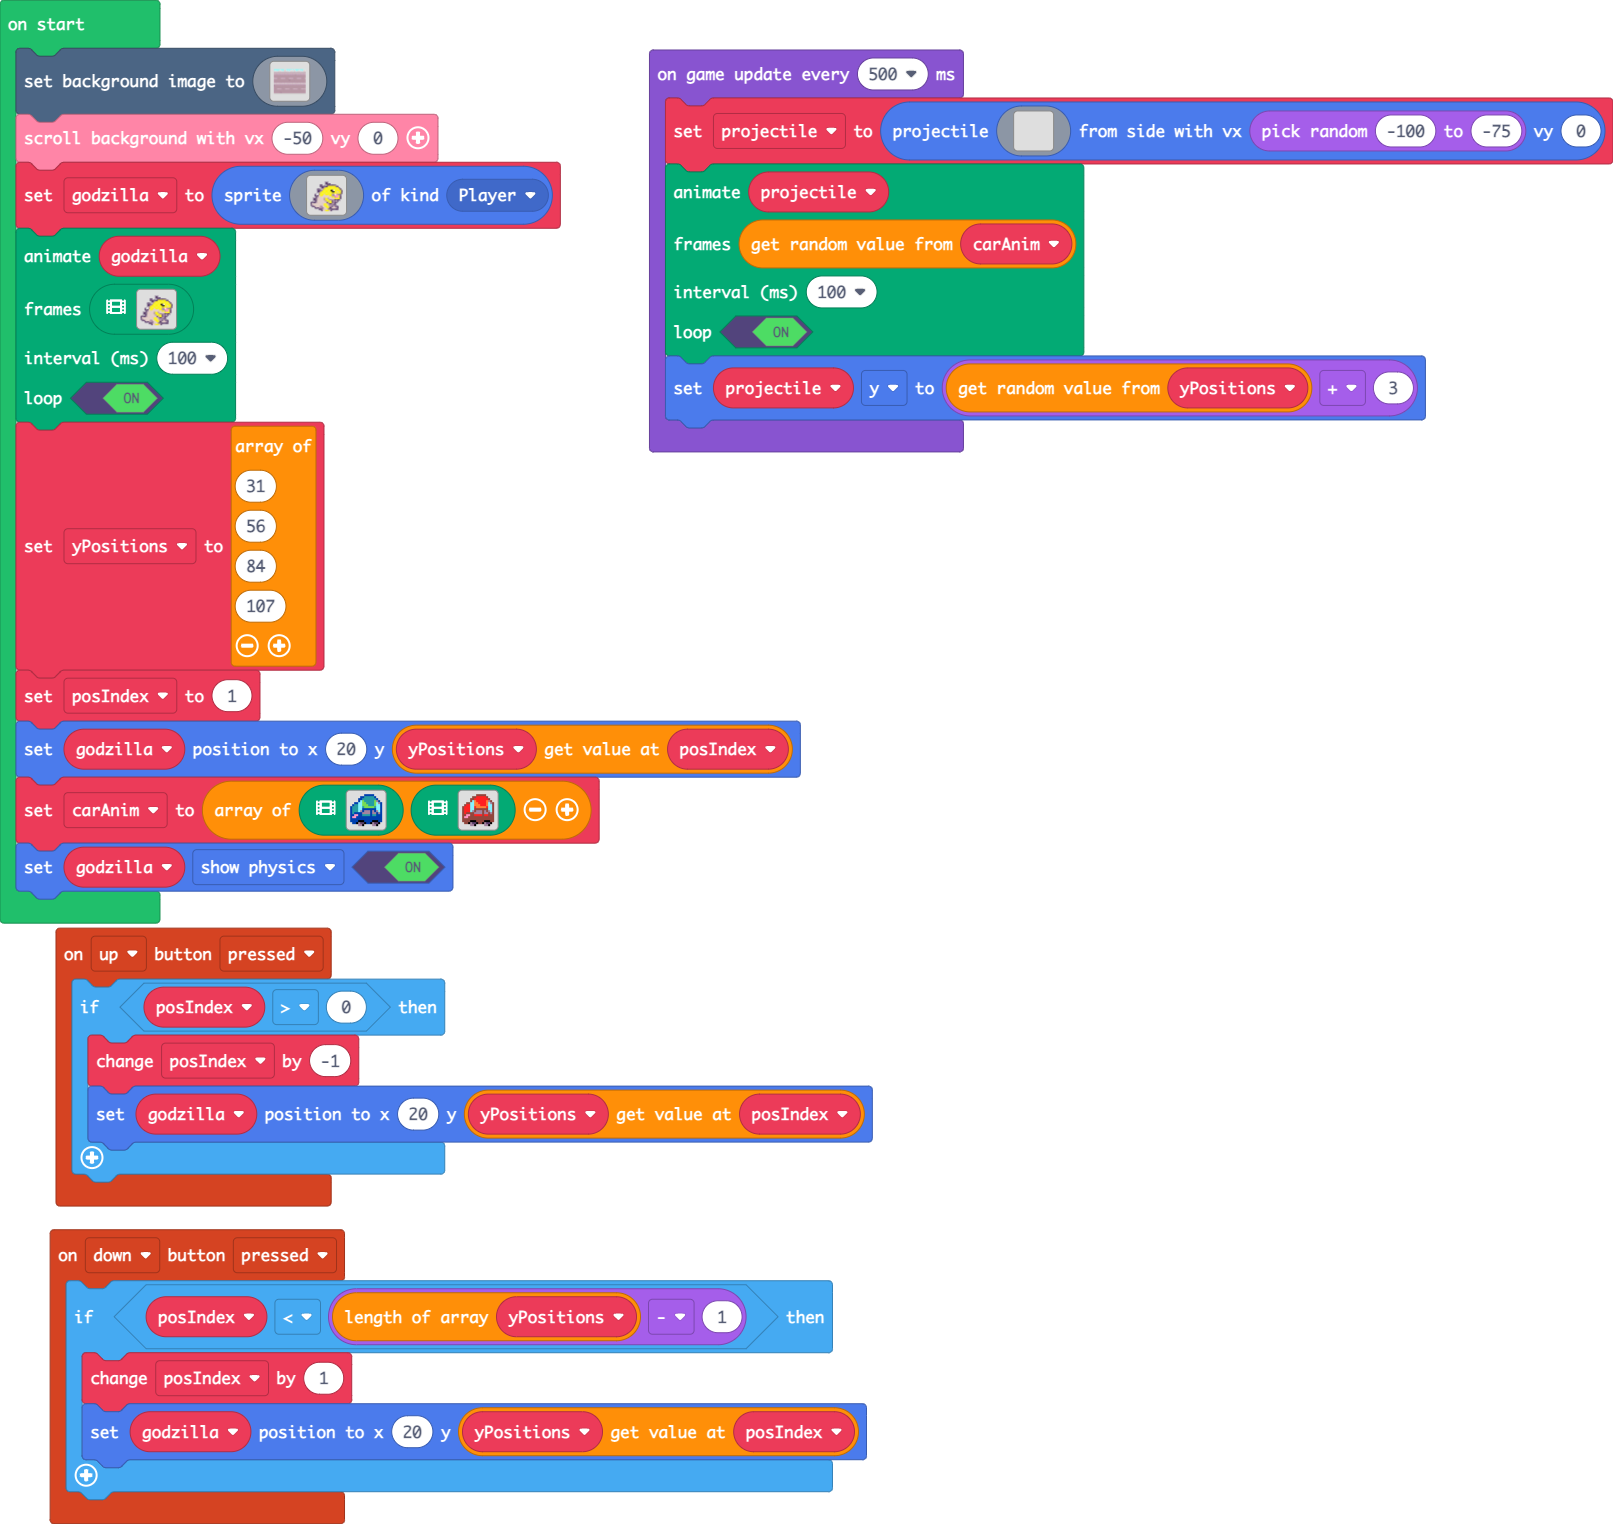 on start
set background image to
scroll background with vx -50 vy 0
set godzilla to sprite of kind Player
animate godzilla
frames
interval (ms) 100
loop ON
set yPositions to array of
31
56
84
107
set posIndex to 1
set godzilla position to x 20 y yPositions get value at posIndex
set carAnim to array of
set godzilla show physics ON
on game update every 500 ms
set projectile to projectile from side with vx pick random -100 to -75 vy 0
animate projectile
frames get random value from carAnim
interval (ms) 100
loop ON
set projectile y to get random value from yPositions + 3
on up button pressed
if posIndex > 0 then
change posIndex by -1
set godzilla position to x 20 y yPositions get value at posIndex
on down button pressed
if posIndex < length of array yPositions - 1 then
change posIndex by 1
set godzilla position to x 20 y yPositions get value at posIndex